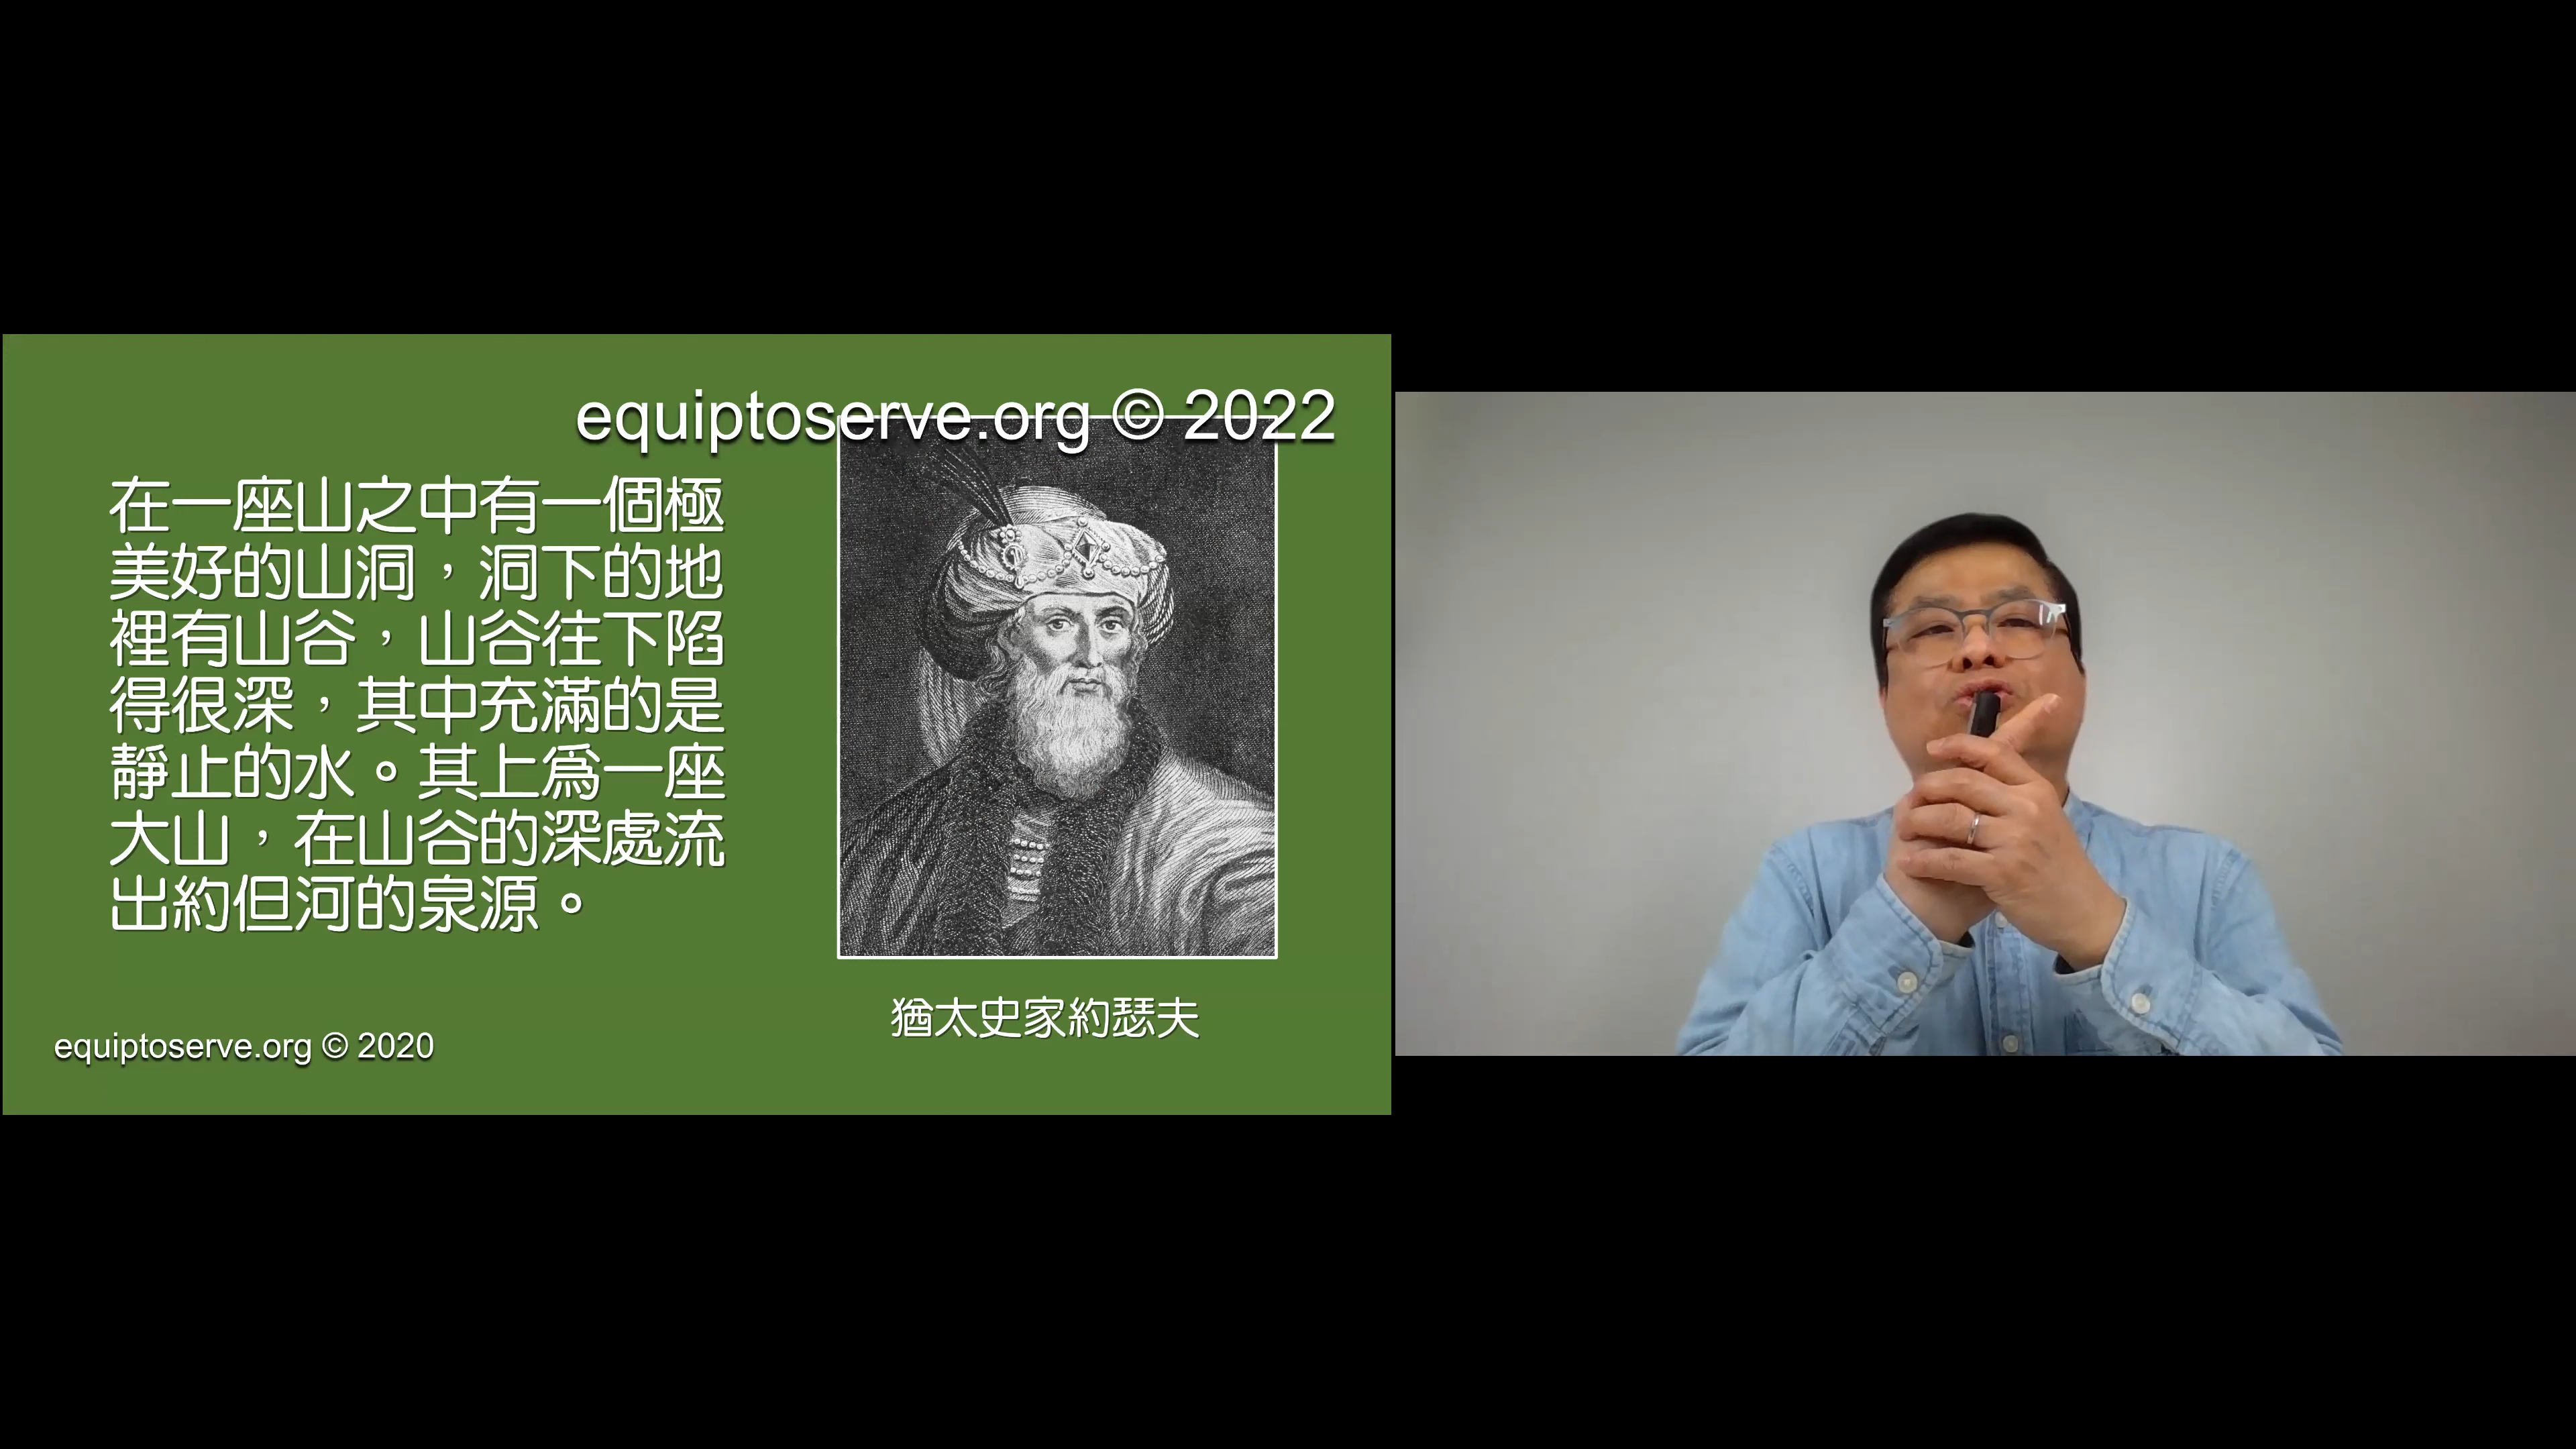 equiptoserve.org © 2022
在一座山之中有一個極
美好的山洞，洞下的地
裡有山谷，山谷往下陷
得很深，其中充滿的是
靜止的水。其上為一座
大山，在山谷的深處流
出約但河的泉源。
猶太史家約瑟夫
equiptoserve.org © 2020